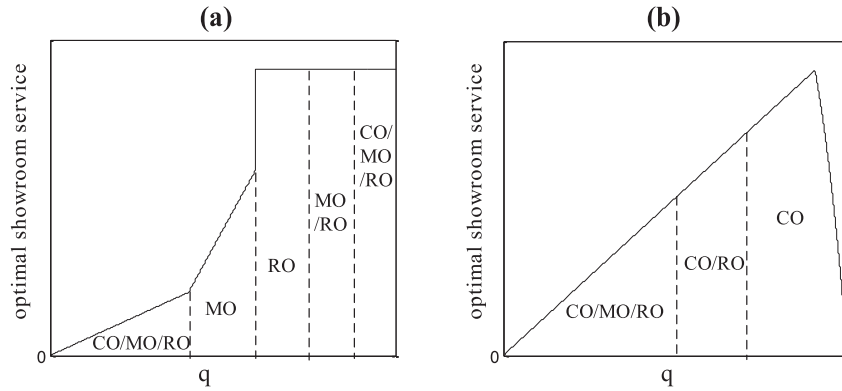 (a)
optimal showroom service
CO/
MO
/RO
MO
/RO
RO
MO
CO/MO/RO
0
q
(b)
optimal showroom service
CO
CO/RO
CO/MO/RO
0
q